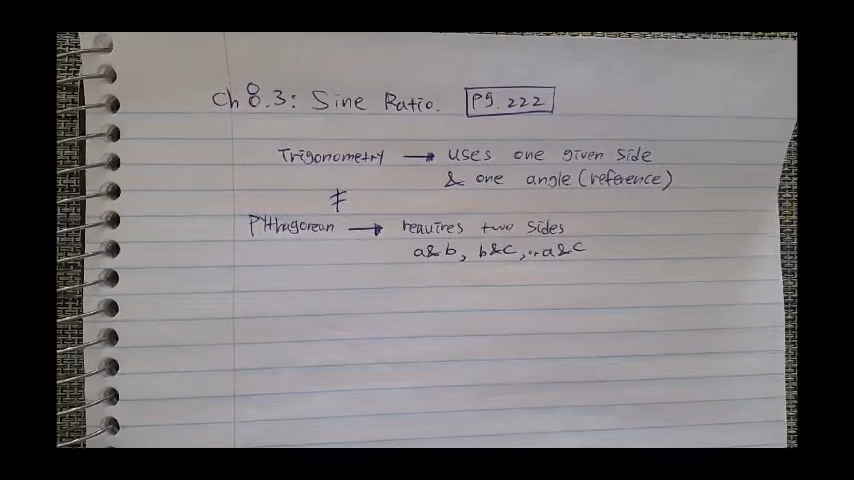 Ch 8.3: Sine Ratio. pg. 222
Trigonometry → uses one given side
& one angle (reference)
≠
Pythagorean → requires two sides
a&b, b&c, or a&c